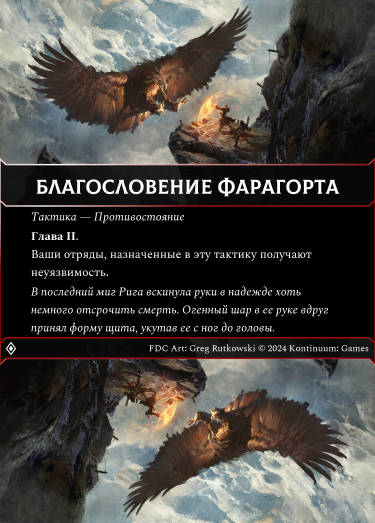 БЛАГОСЛОВЕНИЕ ФАРАГОРТА
Тактика — Противостояние
Глава II.
Ваши отряды, назначенные в эту тактику получают
неуязвимость.
В последний миг Рига вскинула руки в надежде хоть
немного отсрочить смерть. Огенный шар в ее руке вдруг
принял форму щита, укутав ее с ног до головы.
FDC Art: Greg Rutkowski © 2024 Kontinuum: Games